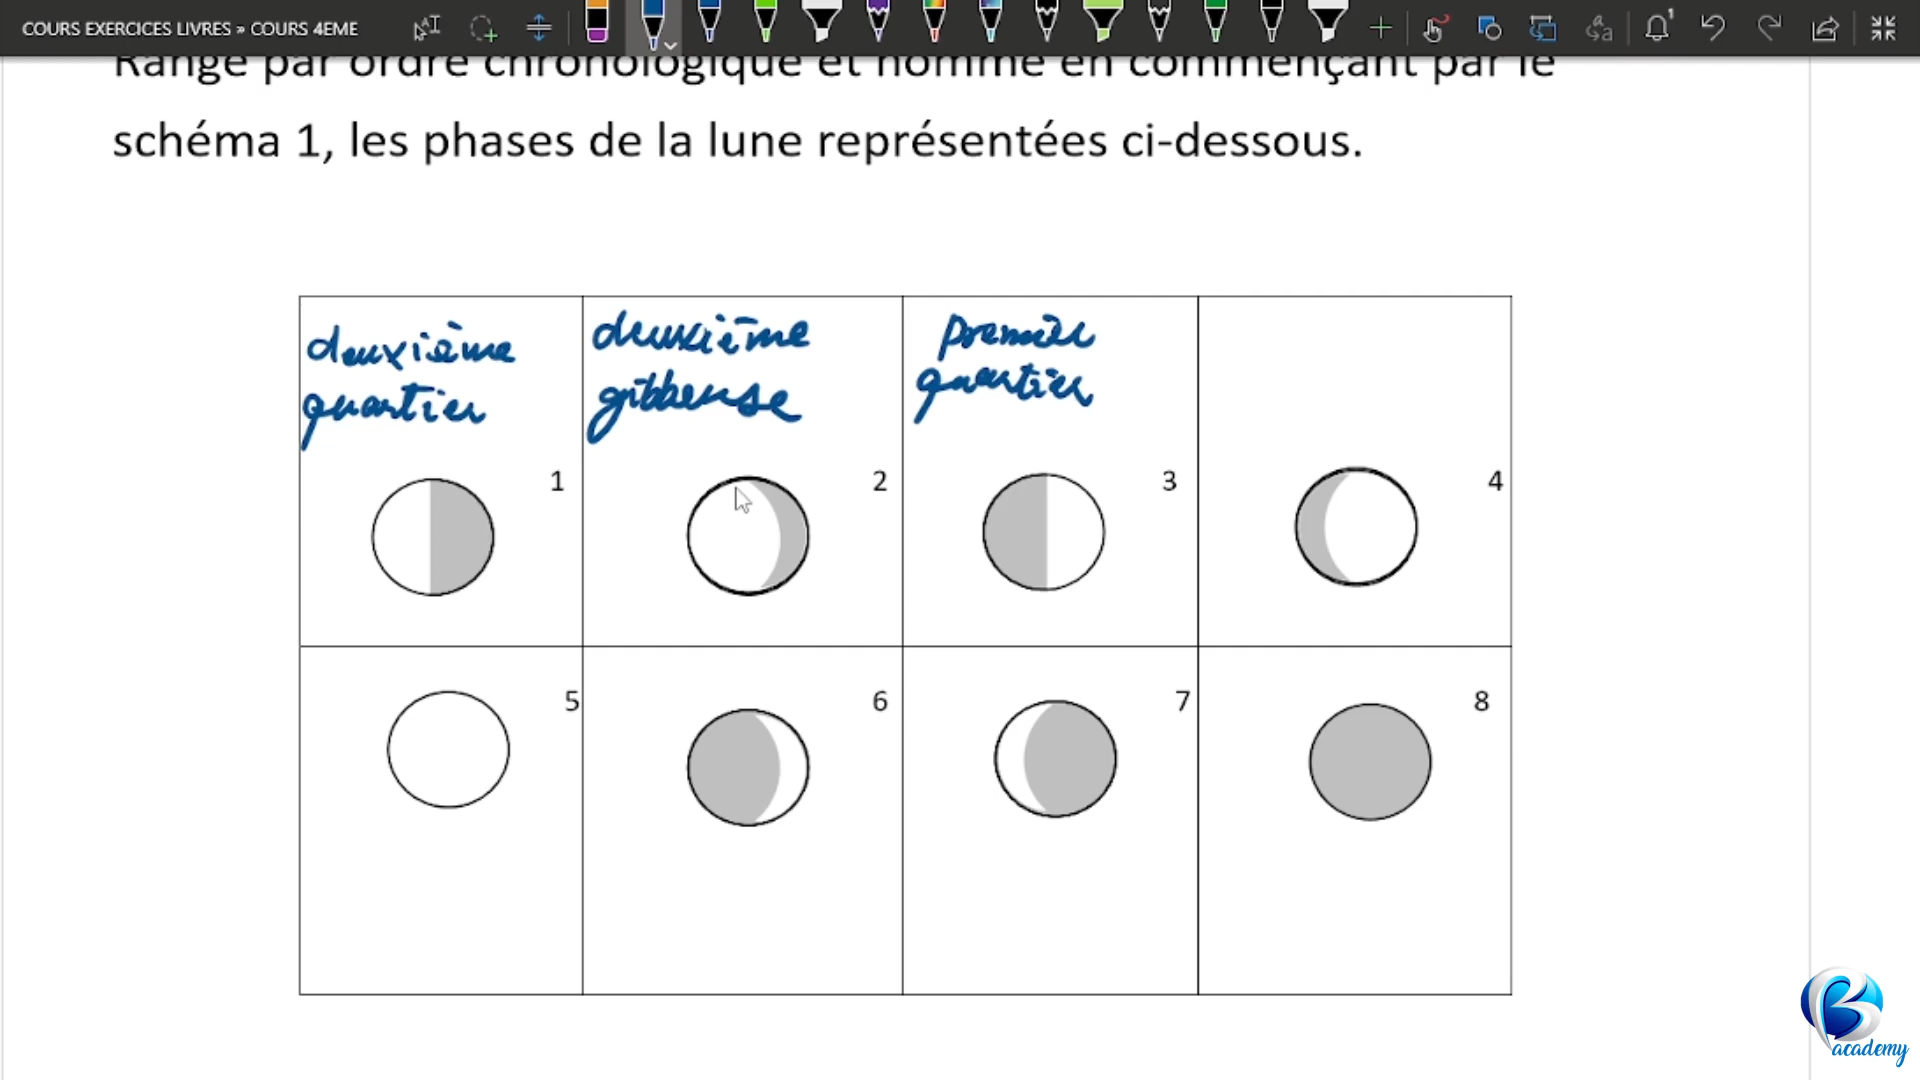 COURS EXERCICES LIVRES » COURS 4EME
Range par ordre chronologique et nomme en commençant par le
schéma 1, les phases de la lune représentées ci-dessous.
deuxième
quartier
1
deuxième
gibbeuse
2
Premier
quartier
3
4
5
6
7
8
academy